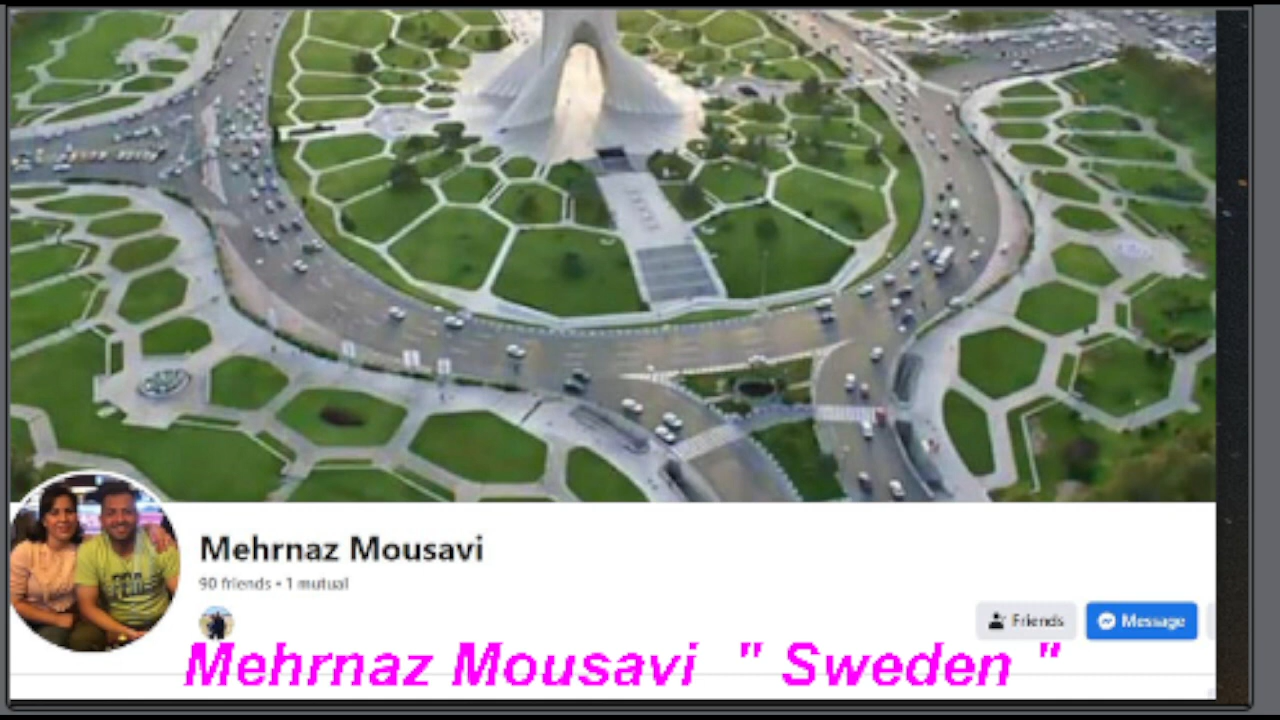 Mehrnaz Mousavi
90 friends • 1 mutual
Friends
Message
Mehrnaz Mousavi " Sweden "